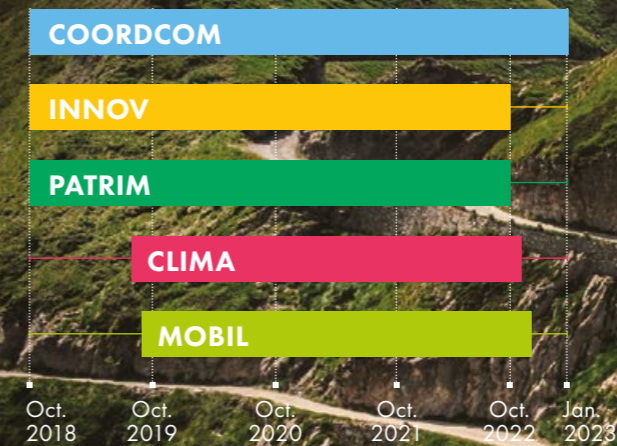 COORDCOM
INNOV
PATRIM
CLIMA
MOBIL
Oct. Oct. Oct. Oct. Oct. Jan.
2018 2019 2020 2021 2022 2023